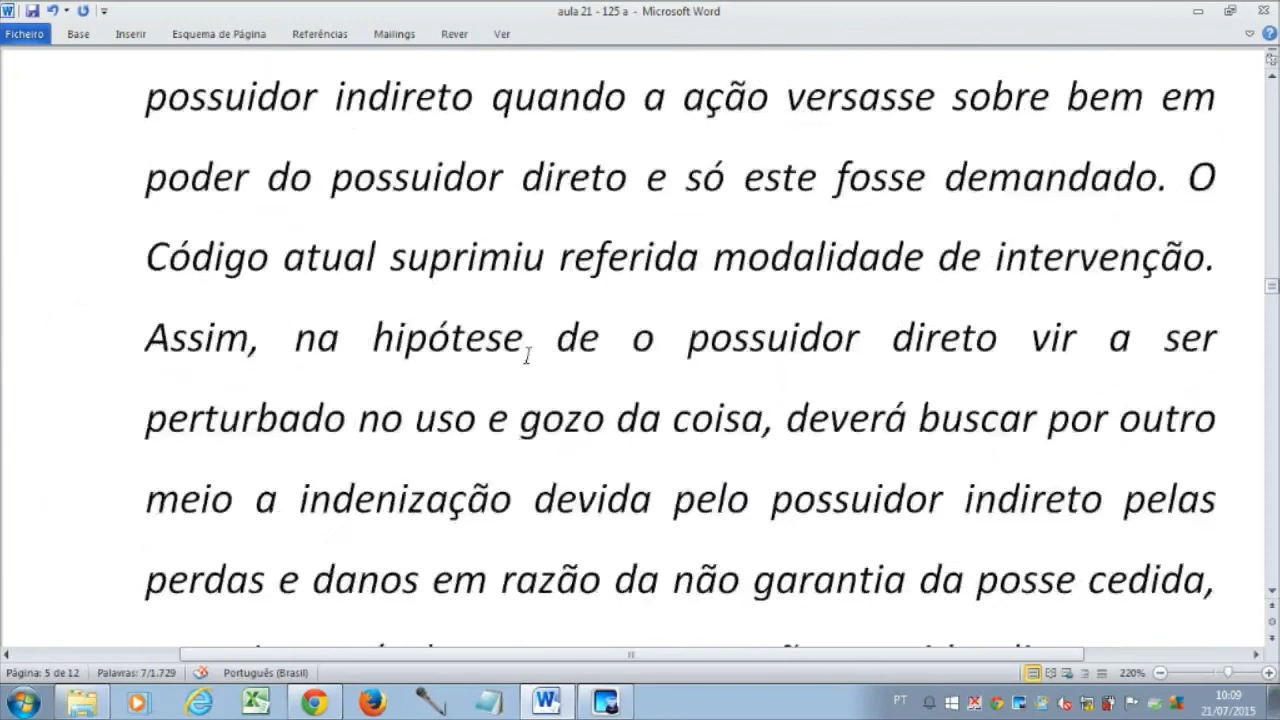 aula 21 - 125 a - Microsoft Word
Ficheiro Base Inserir Esquema de Página Referências Mailings Rever Ver
possuidor indireto quando a ação versasse sobre bem em
poder do possuidor direto e só este fosse demandado. O
Código atual suprimiu referida modalidade de intervenção.
Assim, na hipótese de o possuidor direto vir a ser
perturbado no uso e gozo da coisa, deverá buscar por outro
meio a indenização devida pelo possuidor indireto pelas
perdas e danos em razão da não garantia da posse cedida,
Página: 5 de 12 Palavras: 7/1.729 Português (Brasil) 220%
PT 10:09
21/07/2015